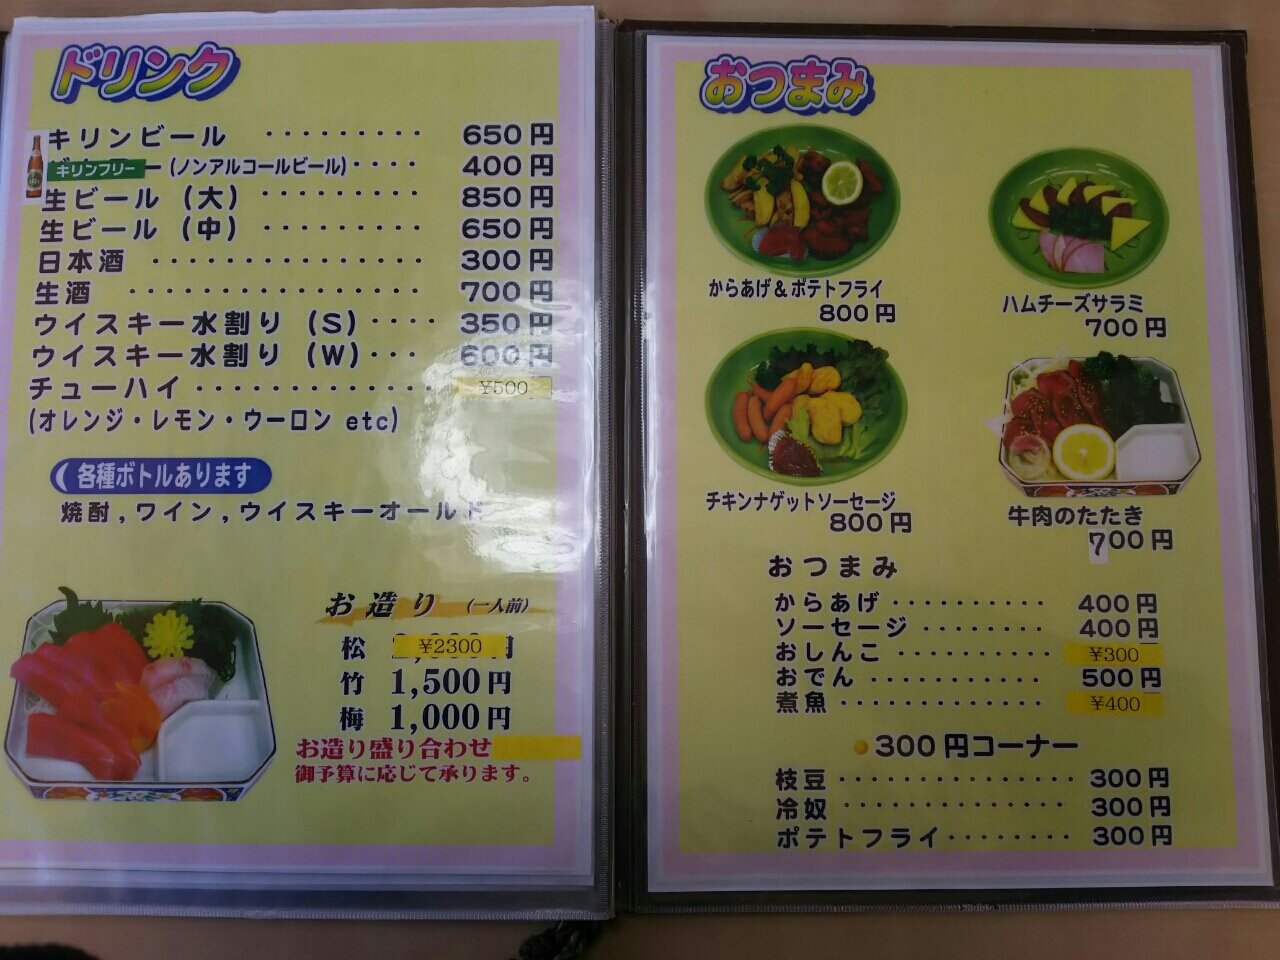 ドリンク
キリンビール ・・・・・・・・・ 650円
キリンフリー ー(ノンアルコールビール)・・・・ 400円
生ビール(大) ・・・・・・・・・ 850円
生ビール(中) ・・・・・・・・・ 650円
日本酒 ・・・・・・・・・・・・・・・ 300円
生酒 ・・・・・・・・・・・・・・・・ 700円
ウイスキー水割り(S)・・・・ 350円
ウイスキー水割り(W)・・・ 600円
チューハイ・・・・・・・・・・・・・ ¥500
(オレンジ・レモン・ウーロン etc)
各種ボトルあります
焼酎,ワイン,ウイスキーオールド
お造り (一人前)
松 ¥2300円
竹 1,500円
梅 1,000円
お造り盛り合わせ
御予算に応じて承ります。
おつまみ
からあげ&ポテトフライ
800円
ハムチーズサラミ
700円
チキンナゲットソーセージ
800円
牛肉のたたき
700円
おつまみ
からあげ・・・・・・・・・・ 400円
ソーセージ・・・・・・・・ 400円
おしんこ・・・・・・・・・・ ¥300
おでん・・・・・・・・・・・ 500円
煮魚・・・・・・・・・・・・・ ¥400
300円コーナー
枝豆・・・・・・・・・・・・・・・ 300円
冷奴・・・・・・・・・・・・・・ 300円
ポテトフライ・・・・・・・・ 300円